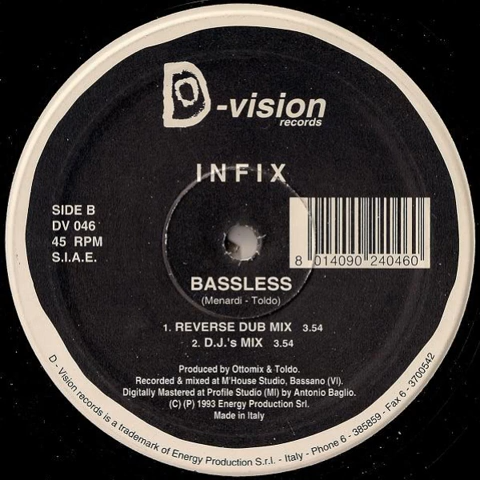 D-vision
records
INFIX
SIDE B
DV 046
45 RPM
S.I.A.E.
8 014090 240460
BASSLESS
(Menardi - Toldo)
1. REVERSE DUB MIX 3.54
2. D.J.'s MIX 3.54
Produced by Ottomix & Toldo.
Recorded & mixed at M'House Studio, Bassano (VI).
Digitally Mastered at Profile Studio (MI) by Antonio Baglio.
(C) (P) 1993 Energy Production Srl.
Made in Italy
D - Vision records is a trademark of Energy Production S.r.l. - Italy - Phone 6 - 385859 - Fax 6 - 3700542